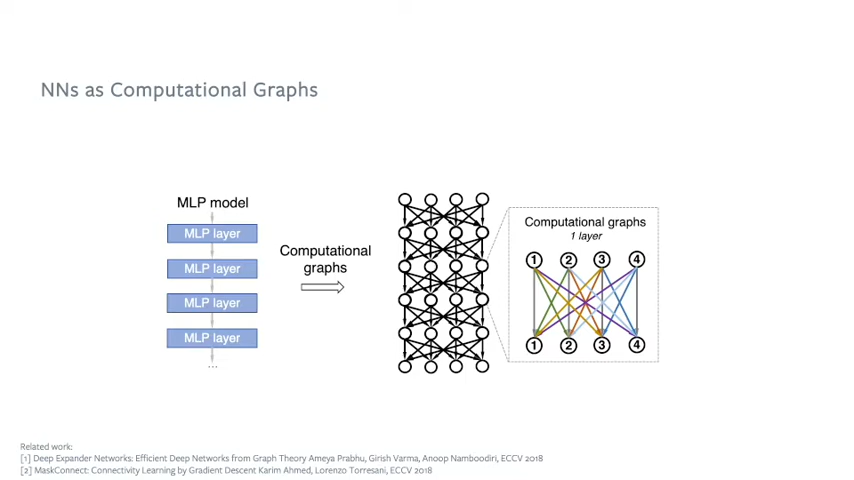 NNs as Computational Graphs
MLP model
MLP layer
MLP layer
MLP layer
MLP layer
...
Computational
graphs
Computational graphs
1 layer
1 2 3 4
1 2 3 4
Related work:
[1] Deep Expander Networks: Efficient Deep Networks from Graph Theory Ameya Prabhu, Girish Varma, Anoop Namboodiri, ECCV 2018
[2] MaskConnect: Connectivity Learning by Gradient Descent Karim Ahmed, Lorenzo Torresani, ECCV 2018